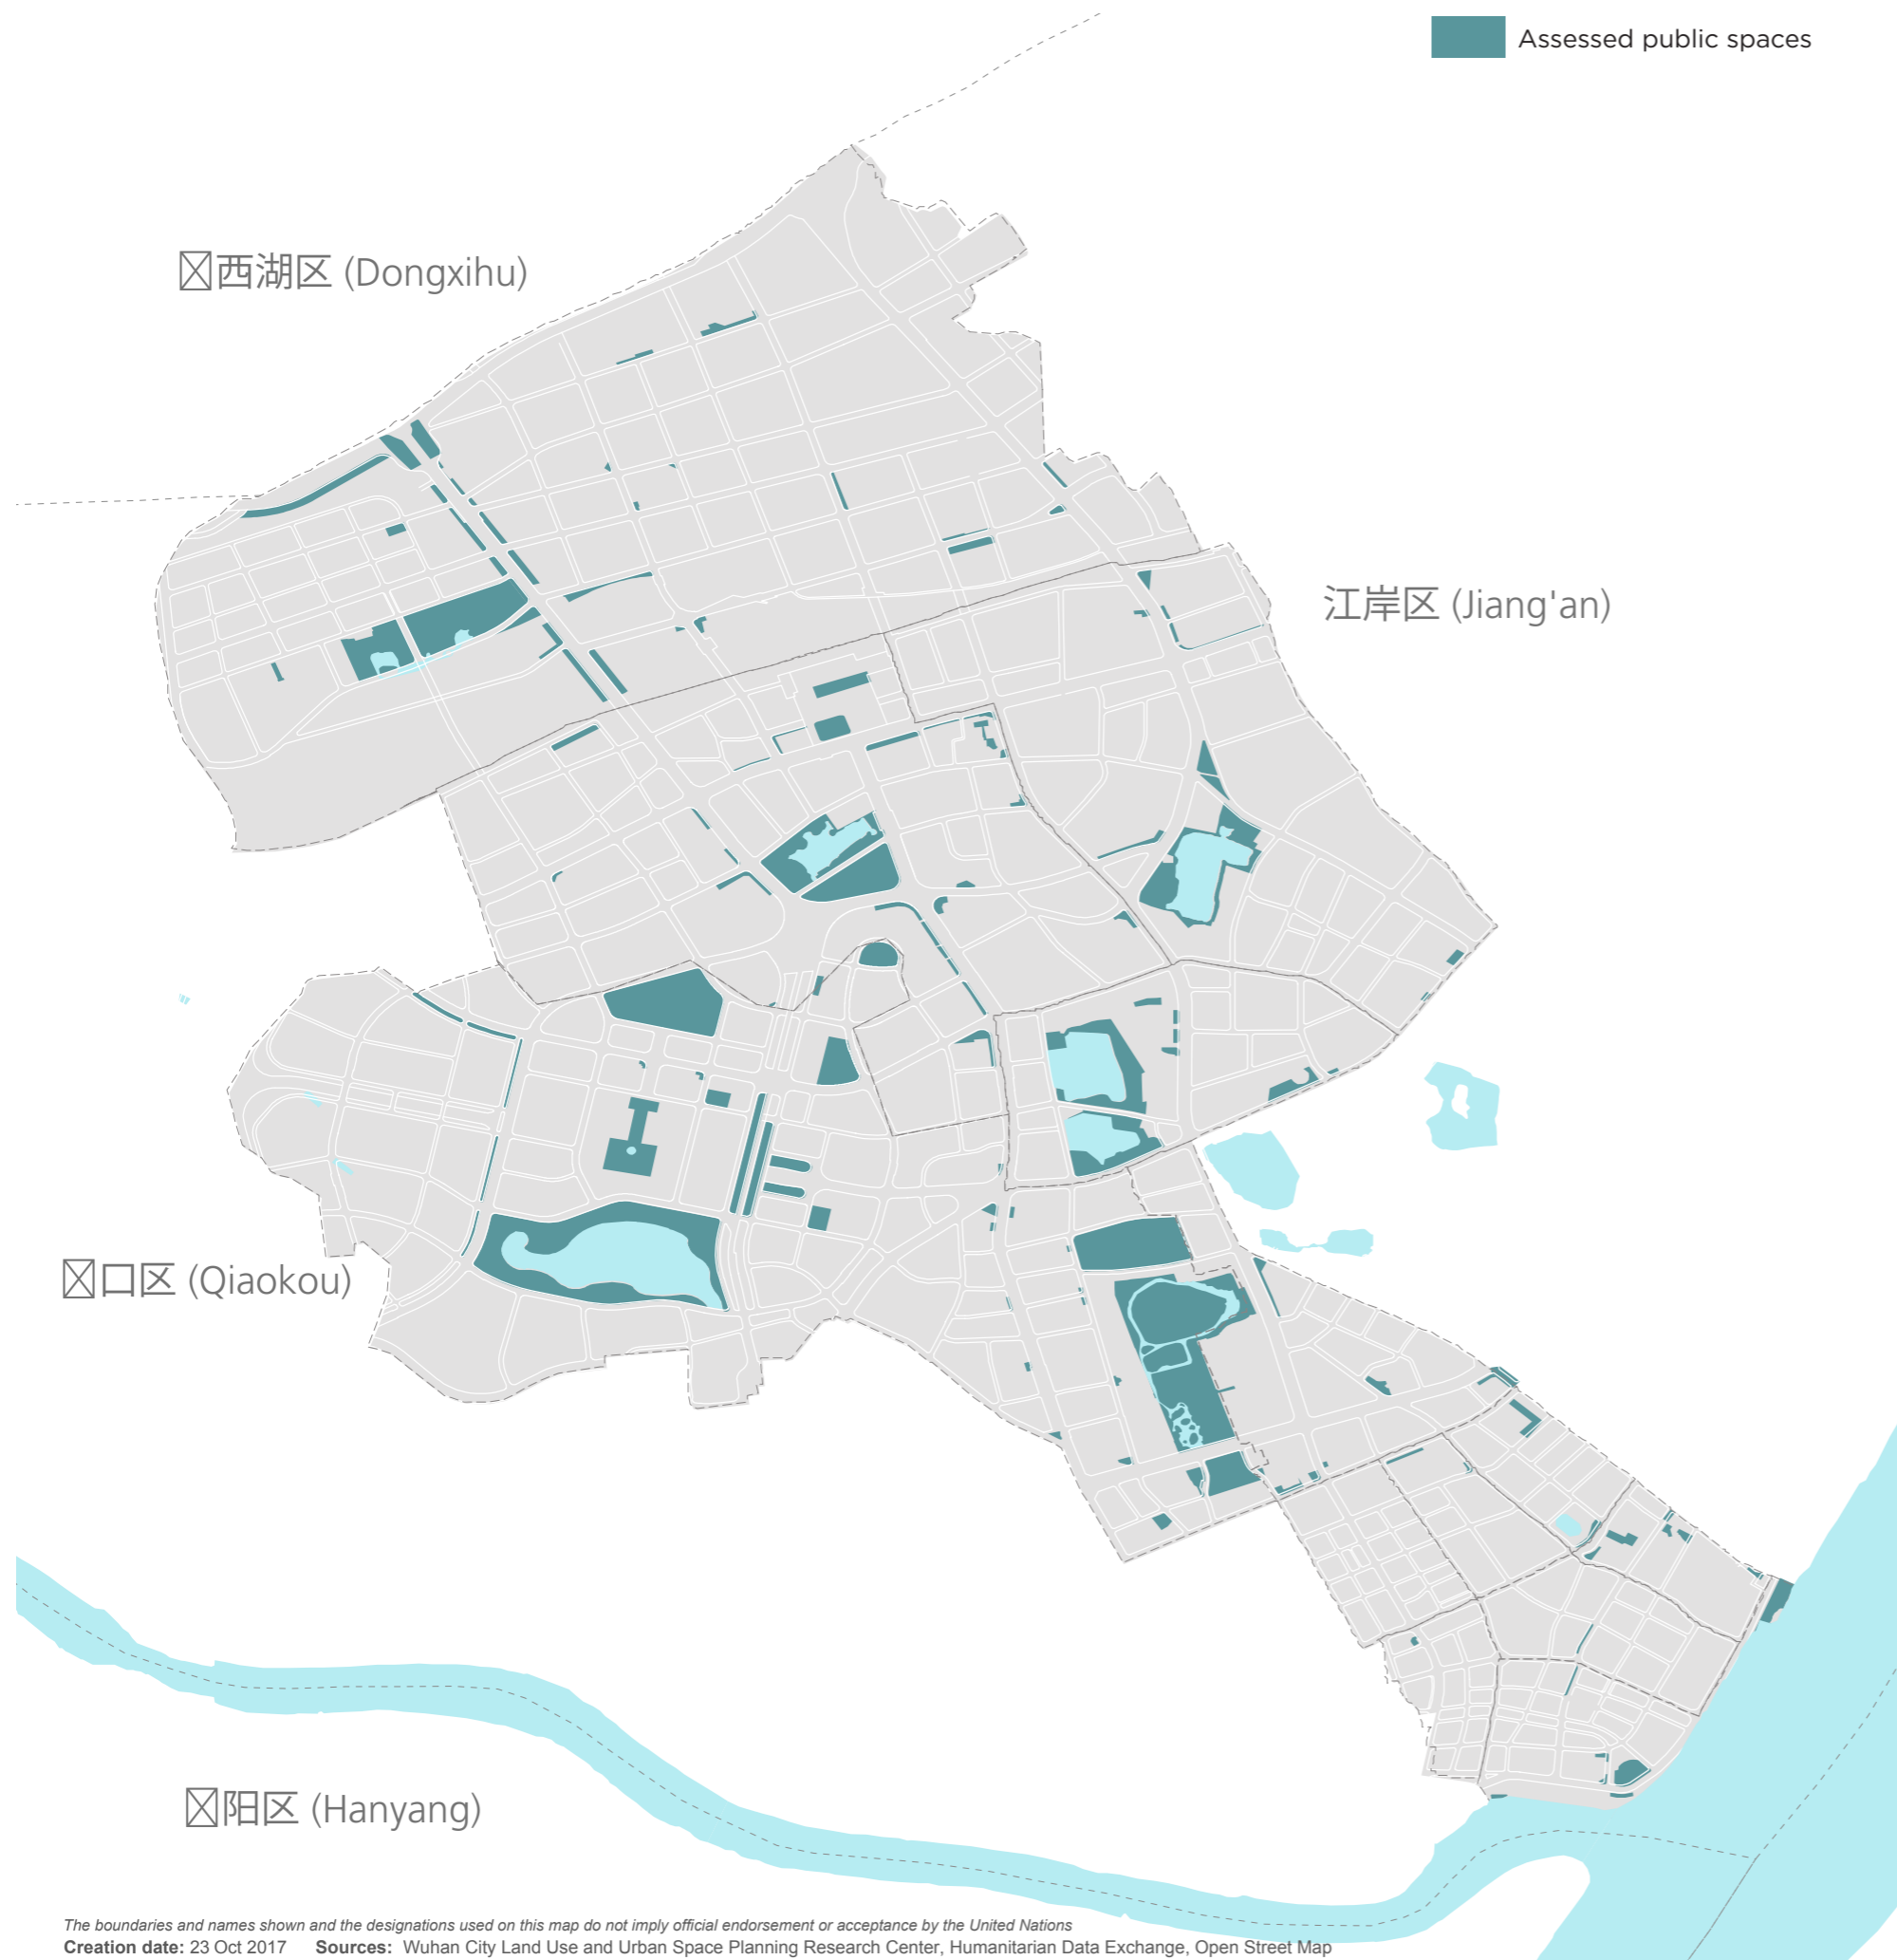 Assessed public spaces
西湖区 (Dongxihu)
江岸区 (Jiang'an)
口区 (Qiaokou)
阳区 (Hanyang)
The boundaries and names shown and the designations used on this map do not imply official endorsement or acceptance by the United Nations
Creation date: 23 Oct 2017 Sources: Wuhan City Land Use and Urban Space Planning Research Center, Humanitarian Data Exchange, Open Street Map